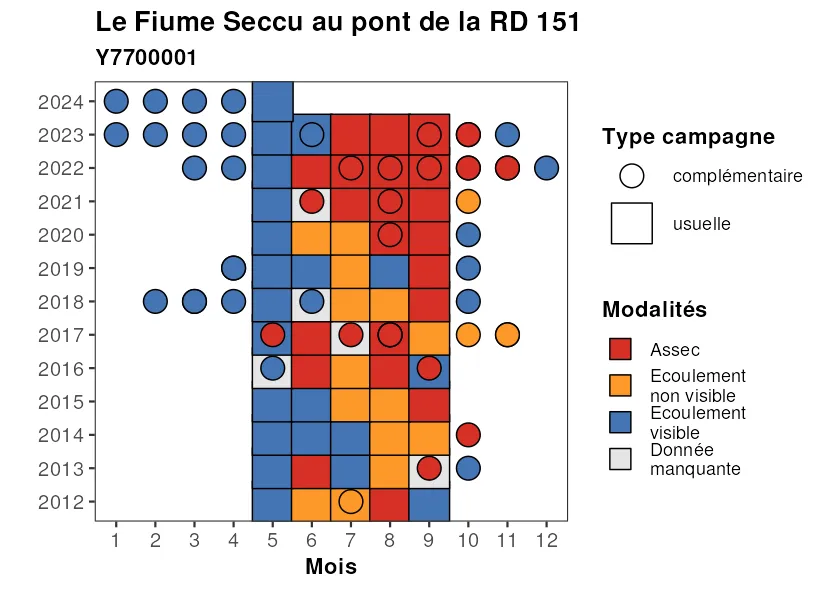 Le Fiume Seccu au pont de la RD 151
Y7700001
2024
2023
2022
2021
2020
2019
2018
2017
2016
2015
2014
2013
2012
1 2 3 4 5 6 7 8 9 10 11 12
Mois
Type campagne
complémentaire
usuelle
Modalités
Assec
Ecoulement
non visible
Ecoulement
visible
Donnée
manquante